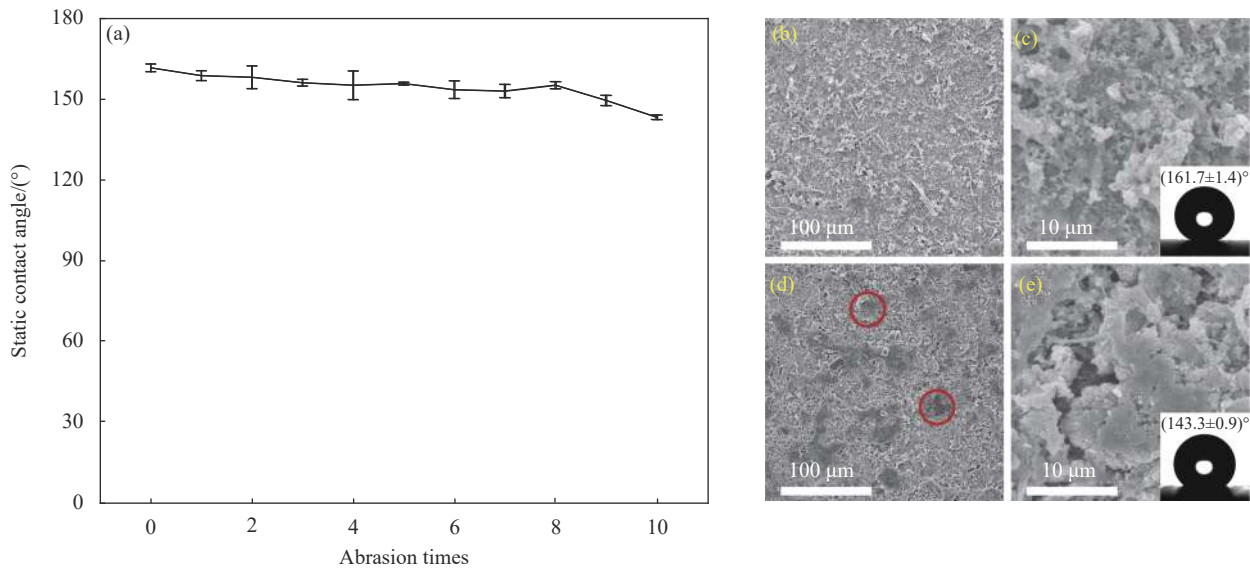 (a)
180
150
120
90
60
30
0
Static contact angle/(°)
0
2
4
6
8
10
Abrasion times
(b)
100 μm
(c)
(161.7±1.4)°
10 μm
(d)
100 μm
(e)
(143.3±0.9)°
10 μm